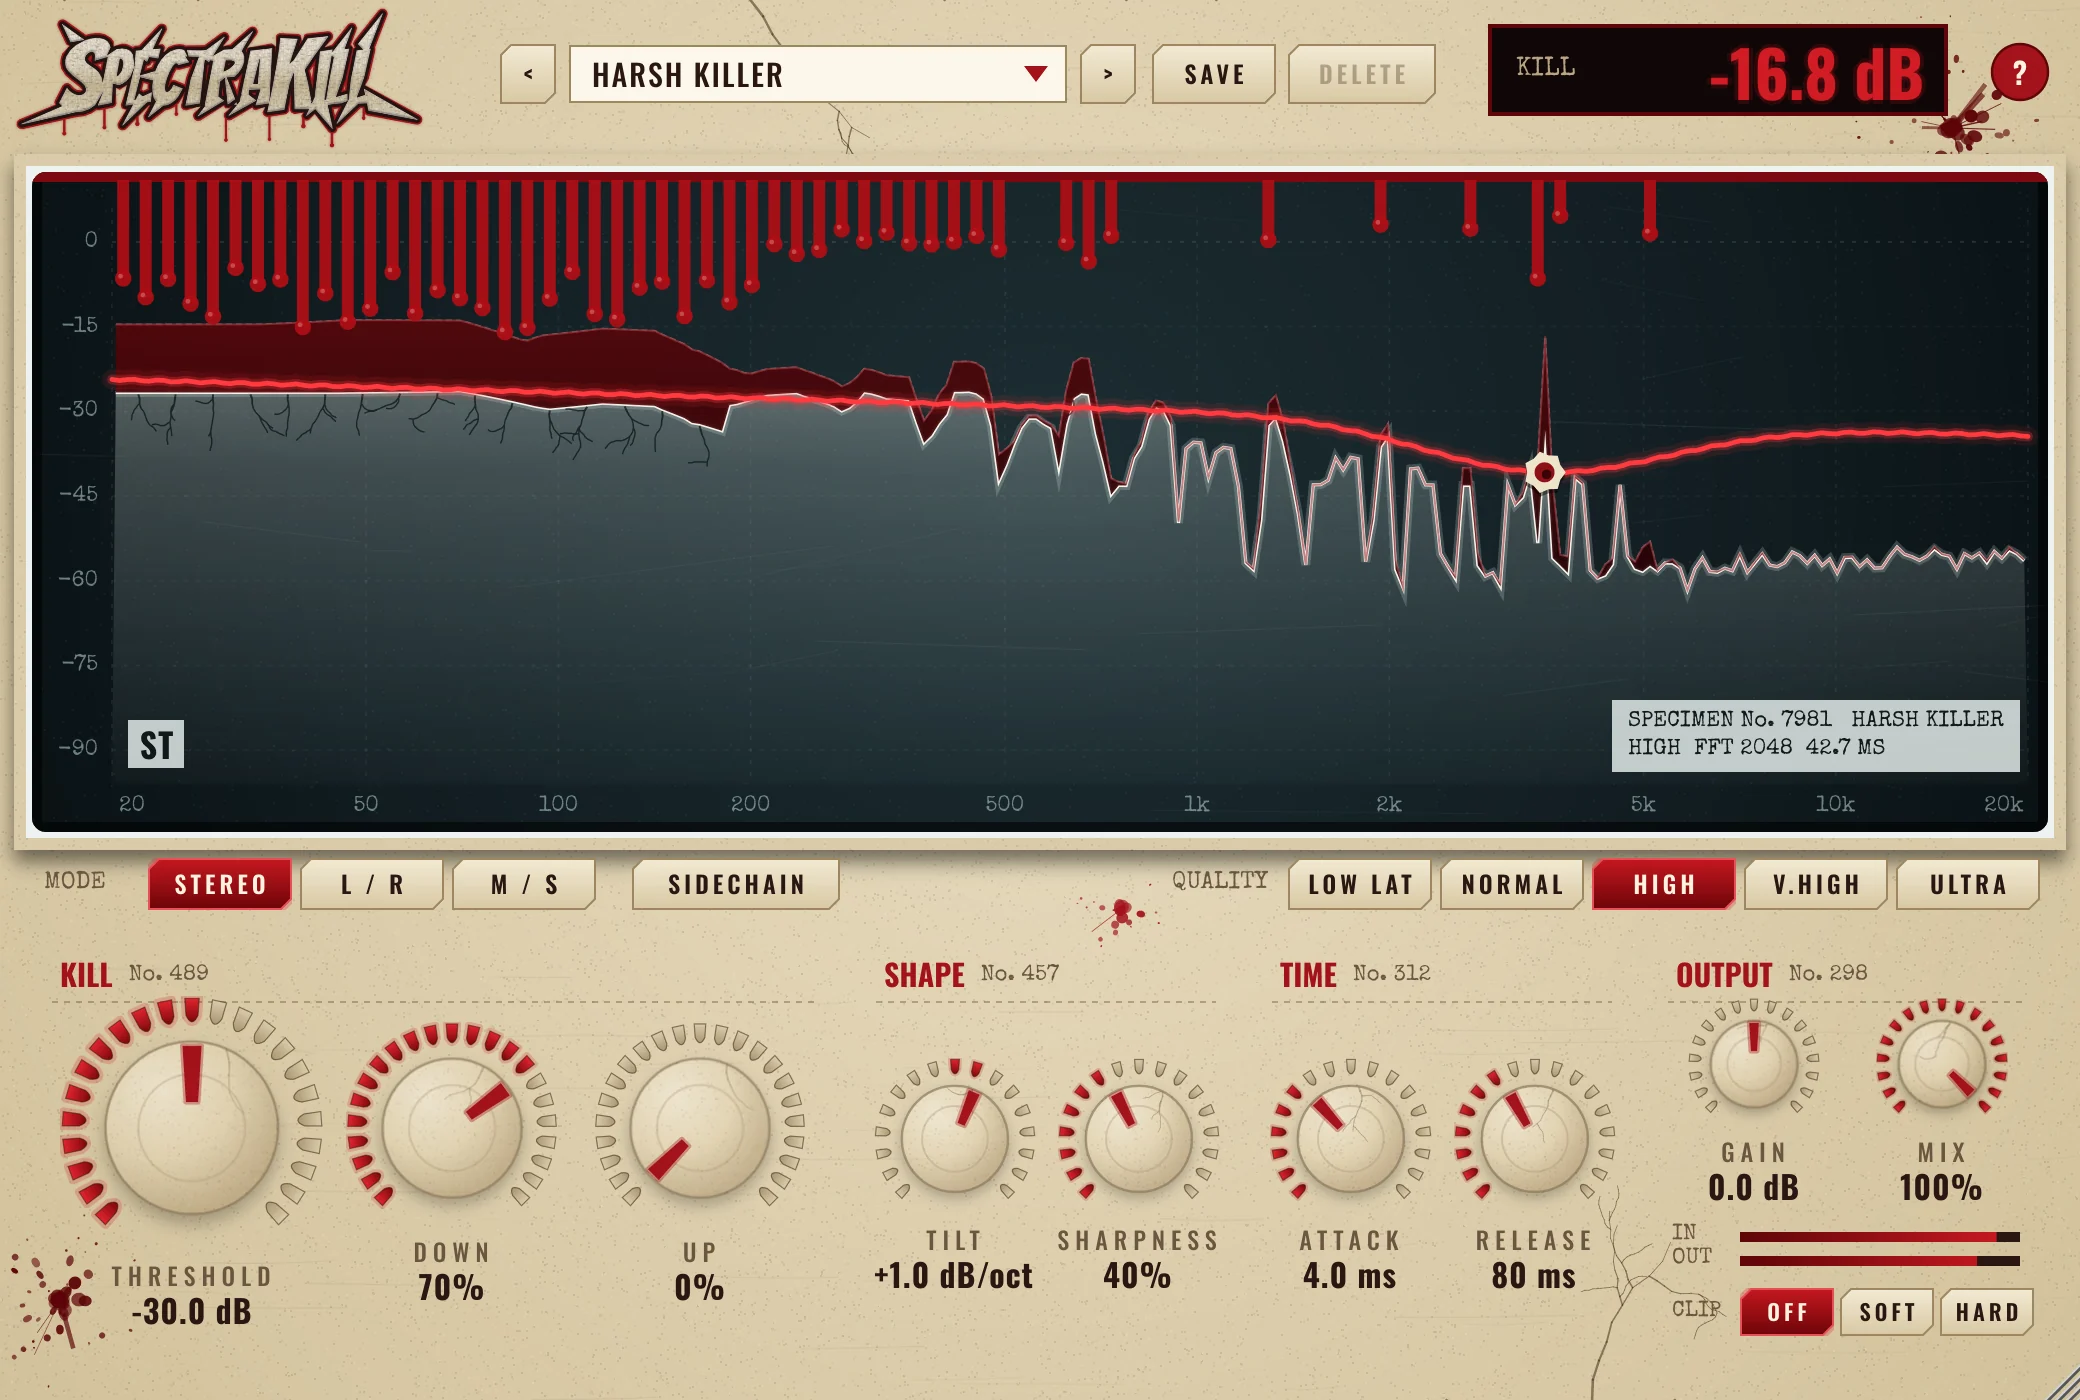 SPECTRAKILL
<
HARSH KILLER
>
SAVE
DELETE
KILL
-16.8 dB
?
0
-15
-30
-45
-60
-75
-90
ST
SPECIMEN No. 7981 HARSH KILLER
HIGH FFT 2048 42.7 MS
20 50 100 200 500 1k 2k 5k 10k 20k
MODE
STEREO
L / R
M / S
SIDECHAIN
QUALITY
LOW LAT
NORMAL
HIGH
V.HIGH
ULTRA
KILL No. 489
SHAPE No. 457
TIME No. 312
OUTPUT No. 298
THRESHOLD
-30.0 dB
DOWN
70%
UP
0%
TILT
+1.0 dB/oct
SHARPNESS
40%
ATTACK
4.0 ms
RELEASE
80 ms
GAIN
0.0 dB
MIX
100%
IN
OUT
CLIP
OFF
SOFT
HARD